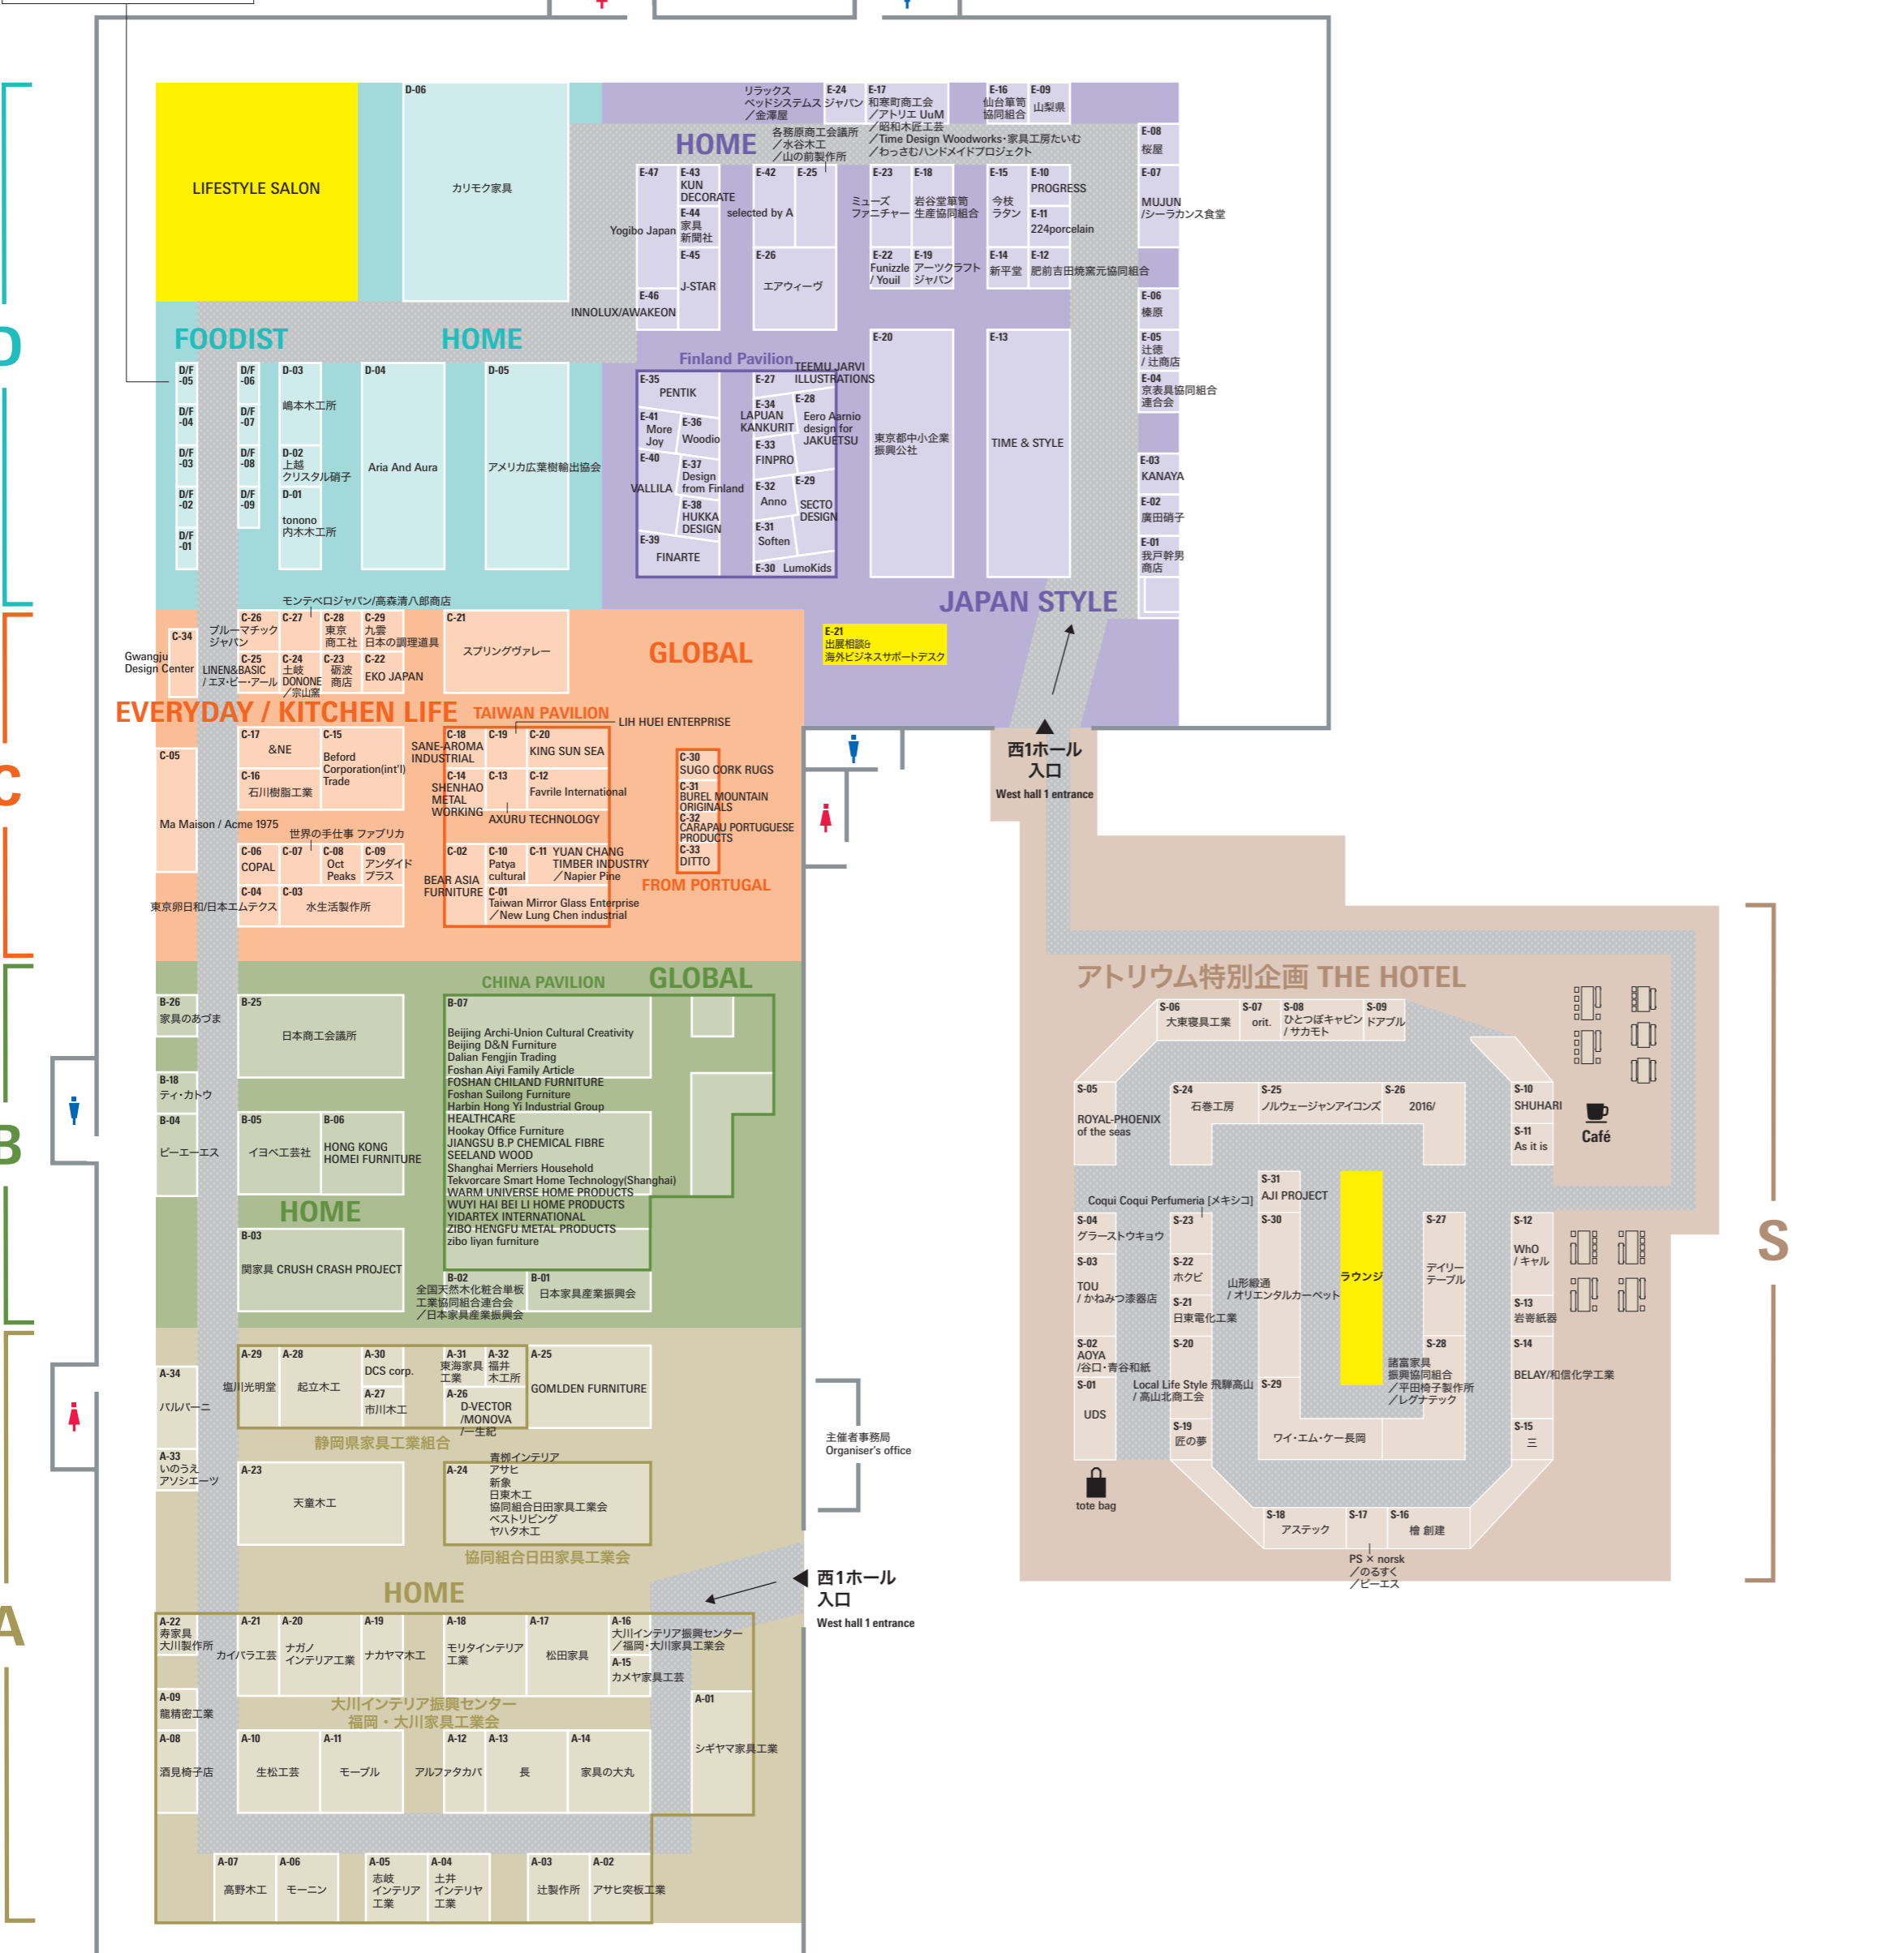 D-06
カリモク家具
LIFESTYLE SALON
リラックス
ベッドシステムス
／金澤屋
E-24
ジャパン
E-17
和寒町商工会
／アトリエ UuM
／昭和木匠工芸
／Time Design Woodworks・家具工房たいむ
／わっさむハンドメイドプロジェクト
E-16
仙台箪笥
協同組合
E-09
山梨県
HOME
各務原商工会議所
／水谷木工
／山の前製作所
E-08
桜屋
E-47
Yogibo Japan
E-43
KUN
DECORATE
E-44
家具
新聞社
E-42
selected by A
E-25
E-23
ミューズ
ファニチャー
E-18
岩谷堂箪笥
生産協同組合
E-15
今枝
ラタン
E-10
PROGRESS
E-11
224porcelain
E-07
MUJUN
/シーラカンス食堂
E-45
J-STAR
E-46
INNOLUX/AWAKEON
E-26
エアウィーヴ
E-22
Funizzle
/ Youil
E-19
アーツクラフト
ジャパン
E-14
新平堂
E-12
肥前吉田焼窯元協同組合
E-06
榛原
E-05
辻徳
/ 辻商店
E-04
京表具協同組合
連合会
E-03
KANAYA
E-02
廣田硝子
E-01
我戸幹男
商店
D
FOODIST
HOME
D/F
-05
D/F
-04
D/F
-03
D/F
-02
D/F
-01
D/F
-06
D/F
-07
D/F
-08
D/F
-09
D-03
嶋本木工所
D-02
上越
クリスタル硝子
D-01
tonono
内木木工所
D-04
Aria And Aura
D-05
アメリカ広葉樹輸出協会
Finland Pavilion
E-35
PENTIK
E-41
More
Joy
E-36
Woodio
E-40
VALLILA
E-37
Design
from Finland
E-38
HUKKA
DESIGN
E-39
FINARTE
E-27
TEEMU JARVI
ILLUSTRATIONS
E-34
LAPUAN
KANKURIT
E-28
Eero Aarnio
design for
JAKUETSU
E-33
FINPRO
E-32
Anno
E-29
SECTO
DESIGN
E-31
Soften
E-30 LumoKids
E-20
東京都中小企業
振興公社
E-13
TIME & STYLE
JAPAN STYLE
E-21
出展相談&
海外ビジネスサポートデスク
西1ホール
入口
West hall 1 entrance
C
モンテベロジャパン/高森清八郎商店
C-34
Gwangju
Design Center
C-26
ブルーマチック
ジャパン
C-27
C-28
東京
商工社
C-29
九雲
日本の調理道具
C-25
LINEN&BASIC
/ エヌ・ビー・アール
C-24
土岐
DONONE
／宗山窯
C-23
砺波
商店
C-22
EKO JAPAN
C-21
スプリングヴァレー
GLOBAL
EVERYDAY / KITCHEN LIFE
TAIWAN PAVILION
LIH HUEI ENTERPRISE
C-05
Ma Maison / Acme 1975
C-17
&NE
C-15
Beford
Corporation(int'l)
Trade
C-16
石川樹脂工業
C-18
SANE-AROMA
INDUSTRIAL
C-19
C-20
KING SUN SEA
C-14
SHENHAO
METAL
WORKING
C-13
C-12
Favrile International
AXURU TECHNOLOGY
C-30
SUGO CORK RUGS
C-31
BUREL MOUNTAIN
ORIGINALS
C-32
CARAPAU PORTUGUESE
PRODUCTS
C-33
DITTO
FROM PORTUGAL
世界の手仕事 ファブリカ
C-06
COPAL
C-07
C-08
Oct
Peaks
C-09
アンダイド
プラス
C-04
東京卵日和/日本エムテクス
C-03
水生活製作所
C-02
BEAR ASIA
FURNITURE
C-10
Patya
cultural
C-11
YUAN CHANG
TIMBER INDUSTRY
／Napier Pine
C-01
Taiwan Mirror Glass Enterprise
／New Lung Chen industrial
B
CHINA PAVILION
GLOBAL
B-26
家具のあづま
B-25
日本商工会議所
B-18
ティ・カトウ
B-04
ピーエーエス
B-05
イヨベ工芸社
B-06
HONG KONG
HOMEI FURNITURE
HOME
B-03
関家具 CRUSH CRASH PROJECT
B-07
Beijing Archi-Union Cultural Creativity
Beijing D&N Furniture
Dalian Fengjin Trading
Foshan Aiyi Family Article
FOSHAN CHILAND FURNITURE
Foshan Suilong Furniture
Harbin Hong Yi Industrial Group
HEALTHCARE
Hookay Office Furniture
JIANGSU B.P CHEMICAL FIBRE
SEELAND WOOD
Shanghai Merriers Household
Tekvorcare Smart Home Technology(Shanghai)
WARM UNIVERSE HOME PRODUCTS
WUYI HAI BEI LI HOME PRODUCTS
YIDARTEX INTERNATIONAL
ZIBO HENGFU METAL PRODUCTS
zibo liyan furniture
B-02
全国天然木化粧合単板
工業協同組合連合会
／日本家具産業振興会
B-01
日本家具産業振興会
A
A-34
バルバーニ
A-33
いのうえ
アソシエーツ
A-29
塩川光明堂
A-28
起立木工
A-30
DCS corp.
A-27
市川木工
A-31
東海家具
工業
A-32
福井
木工所
A-26
D-VECTOR
/MONOVA
/一生紀
A-25
GOMLDEN FURNITURE
静岡県家具工業組合
A-23
天童木工
A-24
青栁インテリア
アサヒ
新象
日東木工
協同組合日田家具工業会
ベストリビング
ヤハタ木工
協同組合日田家具工業会
主催者事務局
Organiser's office
HOME
西1ホール
入口
West hall 1 entrance
A-22
寿家具
大川製作所
A-21
カイバラ工芸
A-20
ナガノ
インテリア工業
A-19
ナカヤマ木工
A-18
モリタインテリア
工業
A-17
松田家具
A-16
大川インテリア振興センター
／福岡・大川家具工業会
A-15
カメヤ家具工芸
大川インテリア振興センター
福岡・大川家具工業会
A-09
龍精密工業
A-08
酒見椅子店
A-10
生松工芸
A-11
モーブル
A-12
アルファタカバ
A-13
長
A-14
家具の大丸
A-01
シギヤマ家具工業
A-07
高野木工
A-06
モーニン
A-05
志岐
インテリア
工業
A-04
土井
インテリヤ
工業
A-03
辻製作所
A-02
アサヒ突板工業
アトリウム特別企画 THE HOTEL
S
S-06
大東寝具工業
S-07
orit.
S-08
ひとつぼキャビン
/ サカモト
S-09
ドアブル
S-05
ROYAL-PHOENIX
of the seas
S-24
石巻工房
S-25
ノルウェージャンアイコンズ
S-26
2016/
S-10
SHUHARI
S-11
As it is
Café
Coqui Coqui Perfumeria [メキシコ]
S-31
AJI PROJECT
S-04
グラーストウキョウ
S-23
S-30
山形緞通
/ オリエンタルカーペット
ラウンジ
S-27
デイリー
テーブル
S-12
WhO
/ キャル
S-03
TOU
/ かねみつ漆器店
S-22
ホクビ
S-21
日東電化工業
S-13
岩嵜紙器
S-02
AOYA
/谷口・青谷和紙
S-20
Local Life Style 飛騨高山
/ 高山北商工会
S-28
諸富家具
振興協同組合
／平田椅子製作所
／レグナテック
S-14
BELAY/和信化学工業
S-01
UDS
S-29
ワイ・エム・ケー長岡
S-19
匠の夢
S-15
三
tote bag
S-18
アステック
S-17
S-16
檜 創建
PS × norsk
／のるすく
／ピーエス